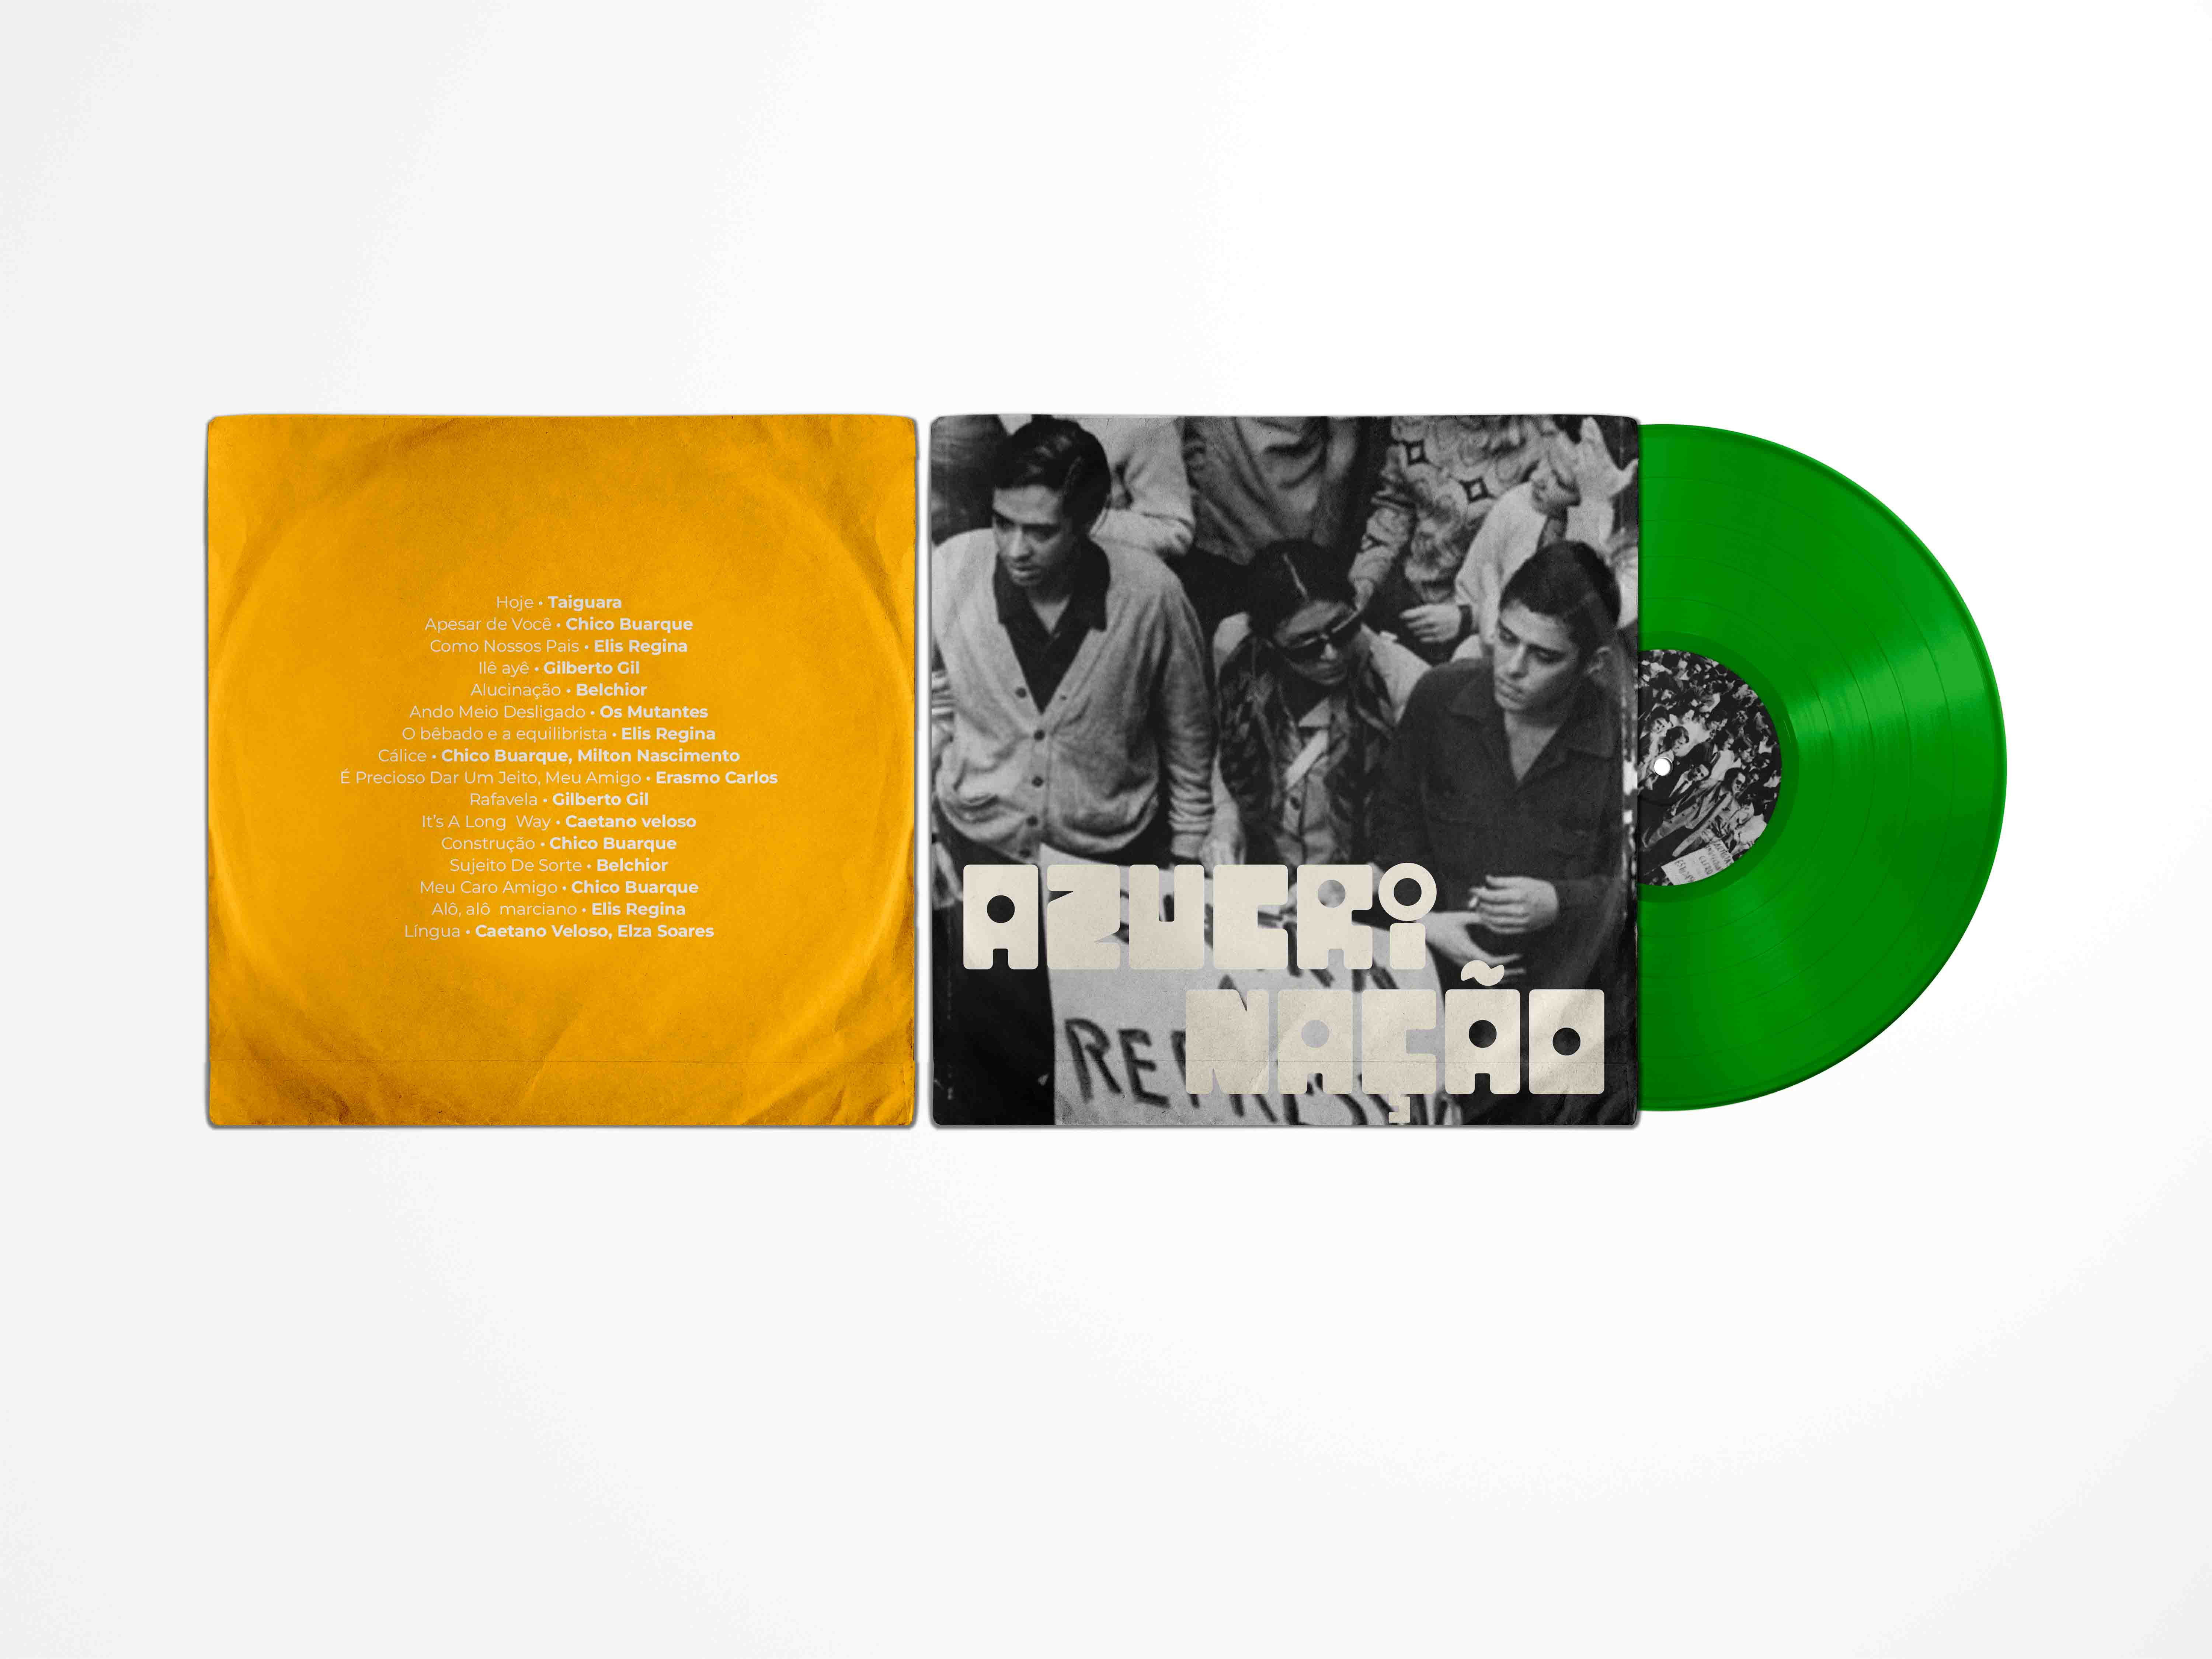 Hoje • Taiguara
Apesar de Você • Chico Buarque
Como Nossos Pais • Elis Regina
Ilê ayê • Gilberto Gil
Alucinação • Belchior
Ando Meio Desligado • Os Mutantes
O bêbado e a equilibrista • Elis Regina
Cálice • Chico Buarque, Milton Nascimento
É Precioso Dar Um Jeito, Meu Amigo • Erasmo Carlos
Rafavela • Gilberto Gil
It's A Long Way • Caetano veloso
Construção • Chico Buarque
Sujeito De Sorte • Belchior
Meu Caro Amigo • Chico Buarque
Alô, alô marciano • Elis Regina
Língua • Caetano Veloso, Elza Soares
AZUCRI
NAÇÃO